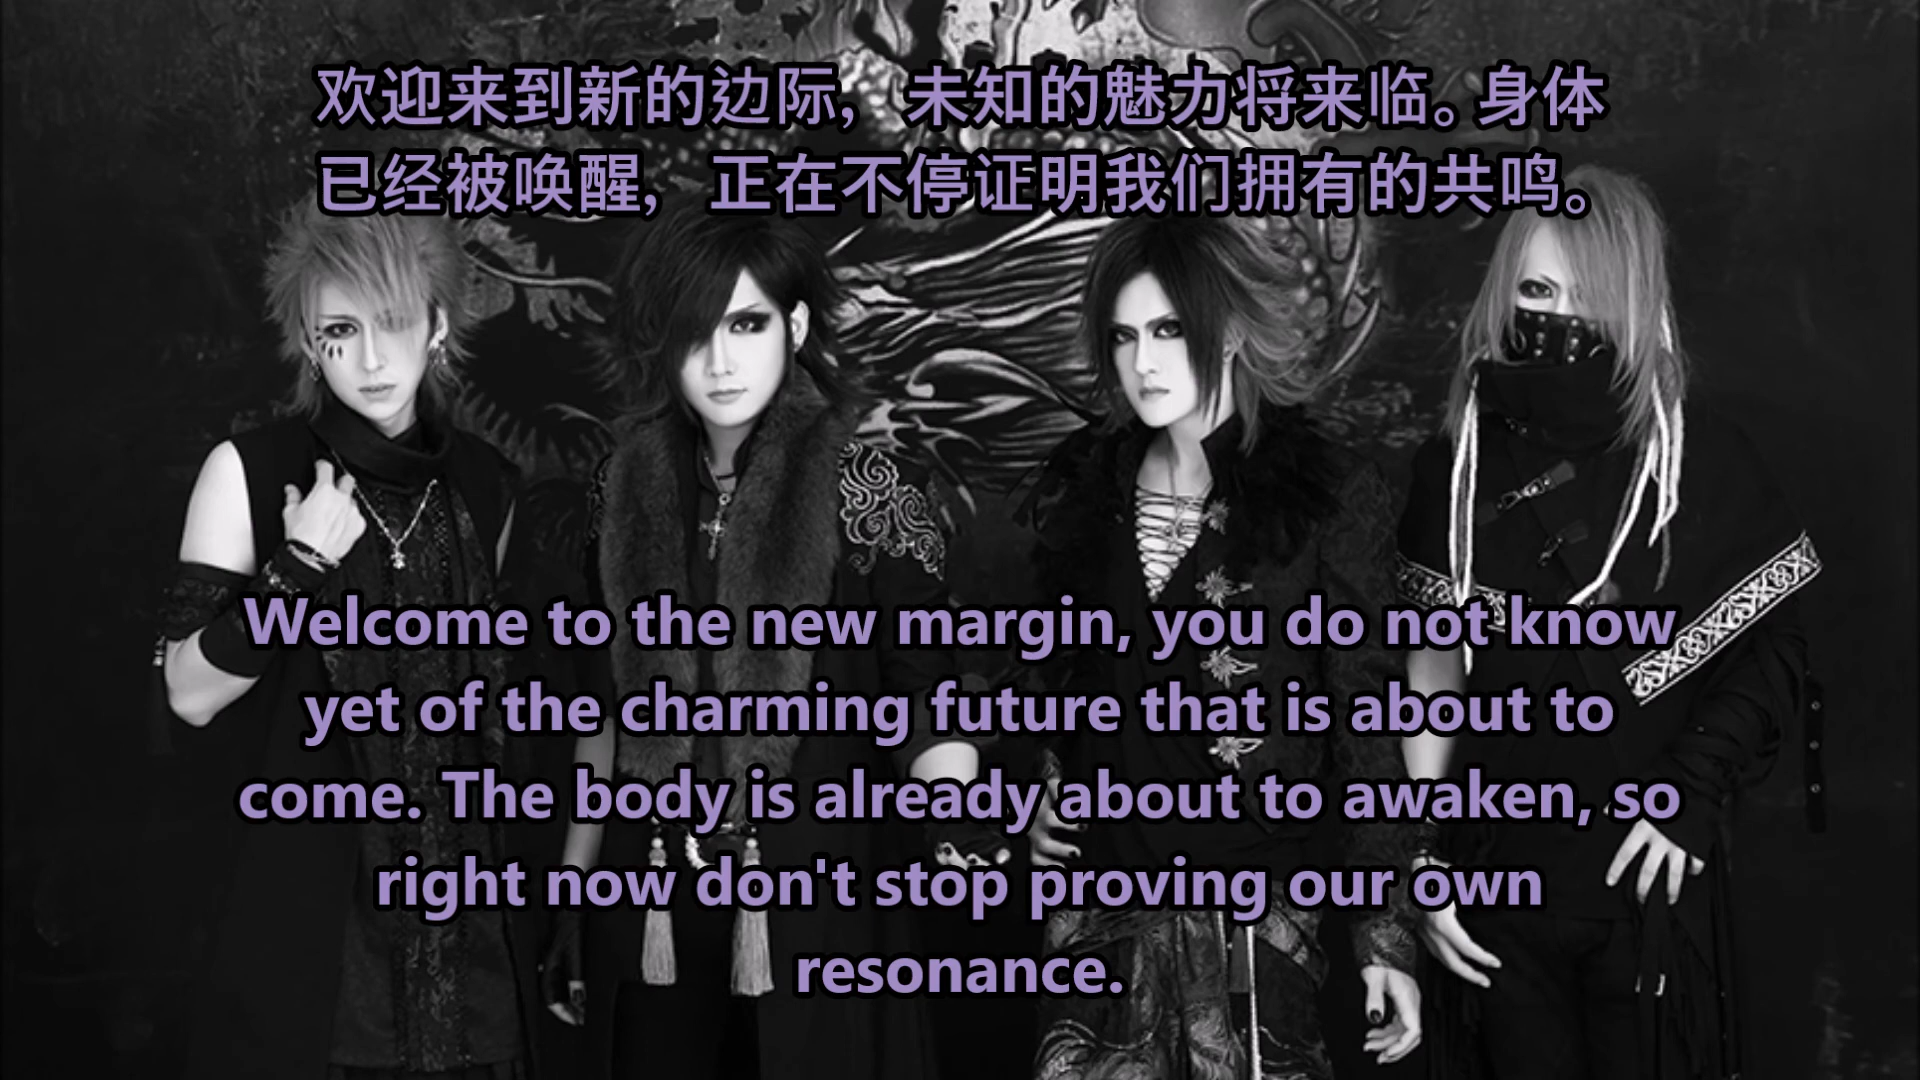 欢迎来到新的边际，未知的魅力将来临。身体
已经被唤醒，正在不停证明我们拥有的共鸣。
Welcome to the new margin, you do not know
yet of the charming future that is about to
come. The body is already about to awaken, so
right now don't stop proving our own
resonance.